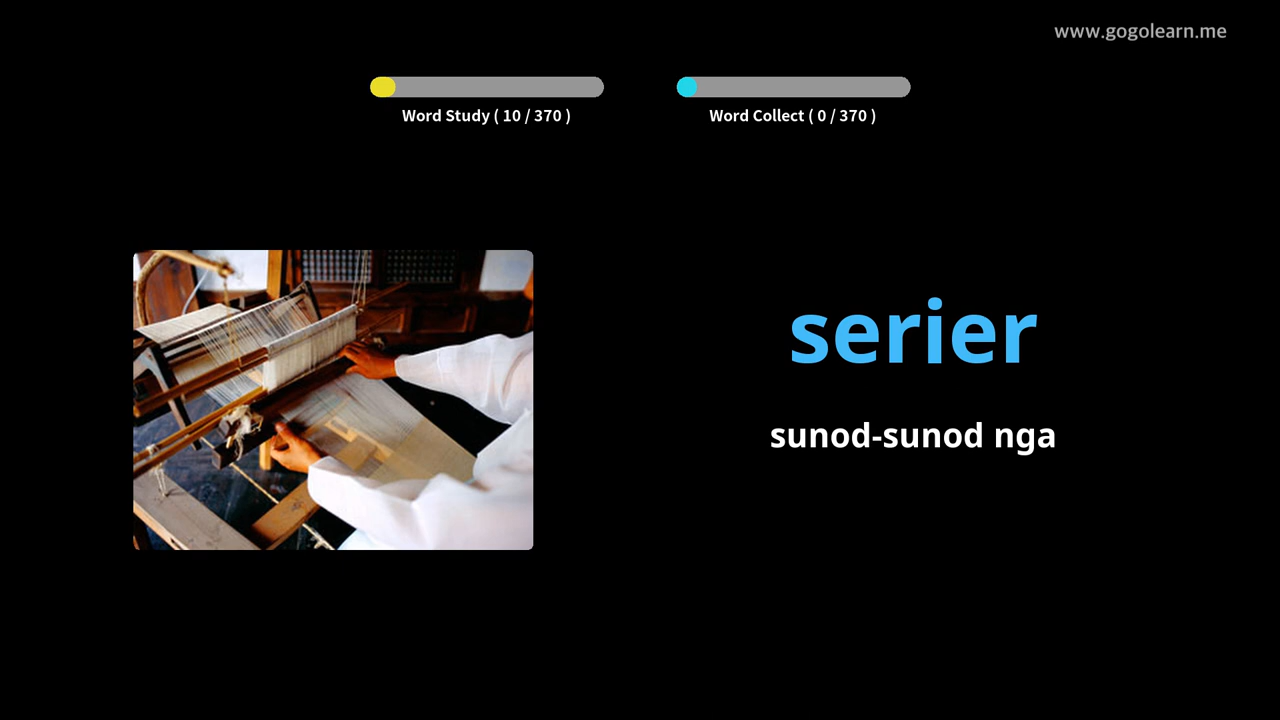 www.gogolearn.me
Word Study ( 10 / 370 )
Word Collect ( 0 / 370 )
serier
sunod-sunod nga